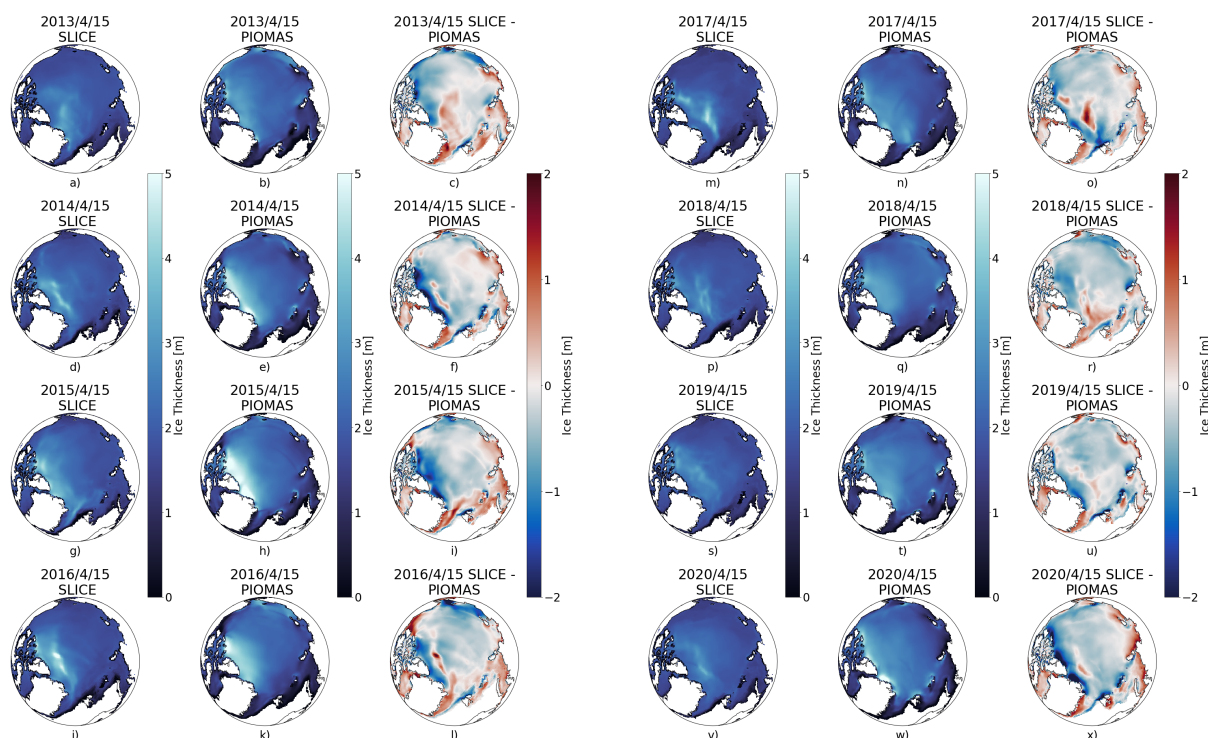 2013/4/15
SLICE
2013/4/15
PIOMAS
2013/4/15 SLICE -
PIOMAS
2017/4/15
SLICE
2017/4/15
PIOMAS
2017/4/15 SLICE -
PIOMAS
a)
b)
c)
m)
n)
o)
2014/4/15
SLICE
2014/4/15
PIOMAS
2014/4/15 SLICE -
PIOMAS
2018/4/15
SLICE
2018/4/15
PIOMAS
2018/4/15 SLICE -
PIOMAS
d)
e)
f)
p)
q)
r)
2015/4/15
SLICE
2015/4/15
PIOMAS
2015/4/15 SLICE -
PIOMAS
2019/4/15
SLICE
2019/4/15
PIOMAS
2019/4/15 SLICE -
PIOMAS
g)
h)
i)
s)
t)
u)
2016/4/15
SLICE
2016/4/15
PIOMAS
2016/4/15 SLICE -
PIOMAS
2020/4/15
SLICE
2020/4/15
PIOMAS
2020/4/15 SLICE -
PIOMAS
j)
k)
l)
v)
w)
x)
5
4
3
2
1
0
Ice Thickness [m]
5
4
3
2
1
0
Ice Thickness [m]
2
1
0
−1
−2
Ice Thickness [m]
5
4
3
2
1
0
Ice Thickness [m]
5
4
3
2
1
0
Ice Thickness [m]
2
1
0
−1
−2
Ice Thickness [m]